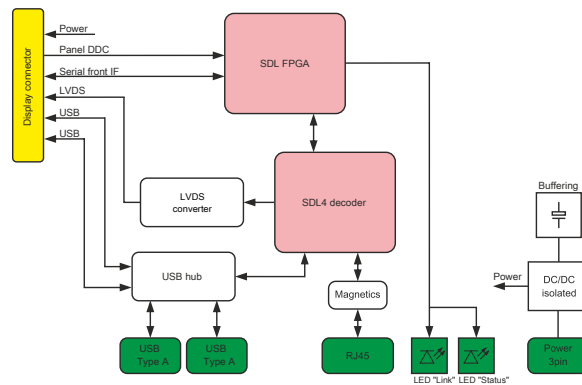 Power
Panel DDC
Serial front IF
LVDS
USB
USB
Display connector
SDL FPGA
SDL4 decoder
LVDS
converter
USB hub
Magnetics
USB
Type A
USB
Type A
RJ45
LED "Link"
LED "Status"
Buffering
Power
DC/DC
isolated
Power
3pin